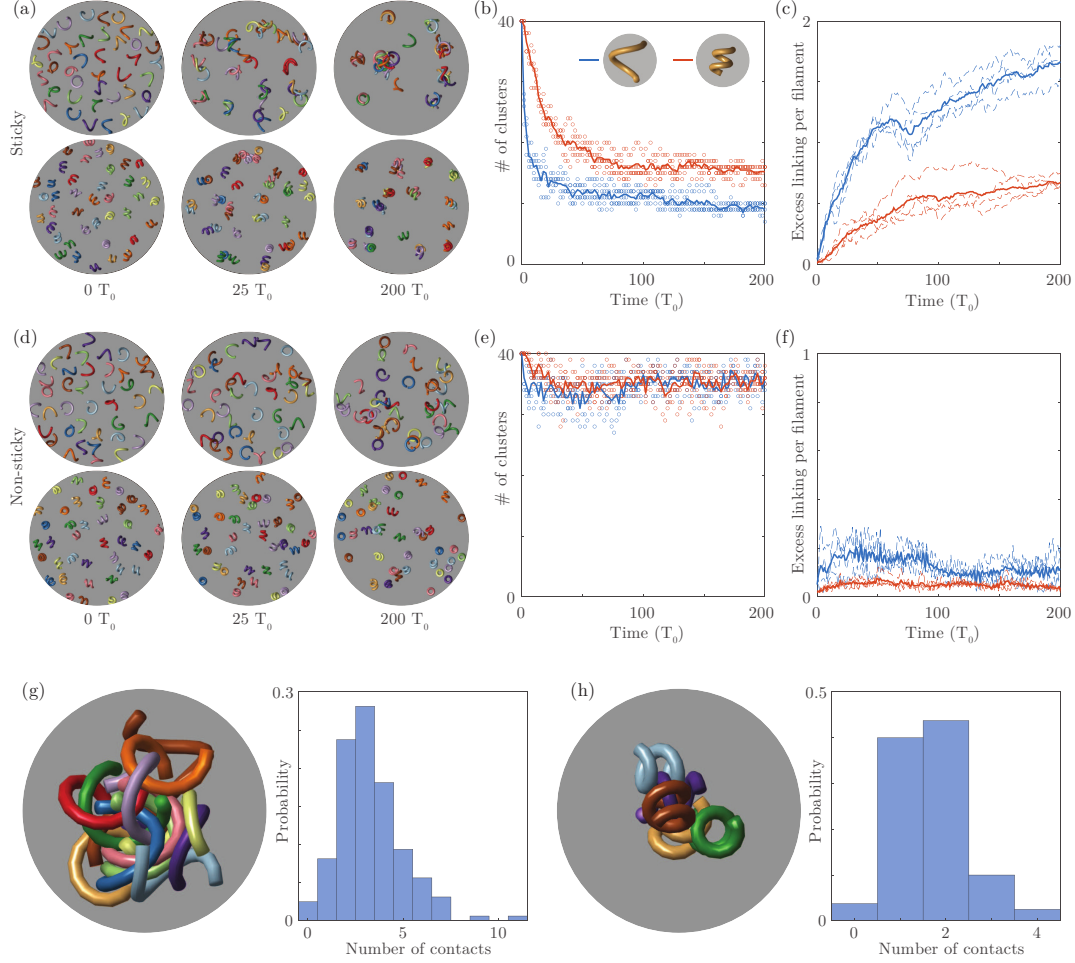 (a)
Sticky
0 T₀
25 T₀
200 T₀
(b)
40
# of clusters
0
0
100
200
Time (T₀)
(c)
2
Excess linking per filament
0
0
100
200
Time (T₀)
(d)
Non-sticky
0 T₀
25 T₀
200 T₀
(e)
40
# of clusters
0
0
100
200
Time (T₀)
(f)
1
Excess linking per filament
0
0
100
200
Time (T₀)
(g)
0.3
Probability
0
0
5
10
Number of contacts
(h)
0.5
Probability
0
0
2
4
Number of contacts